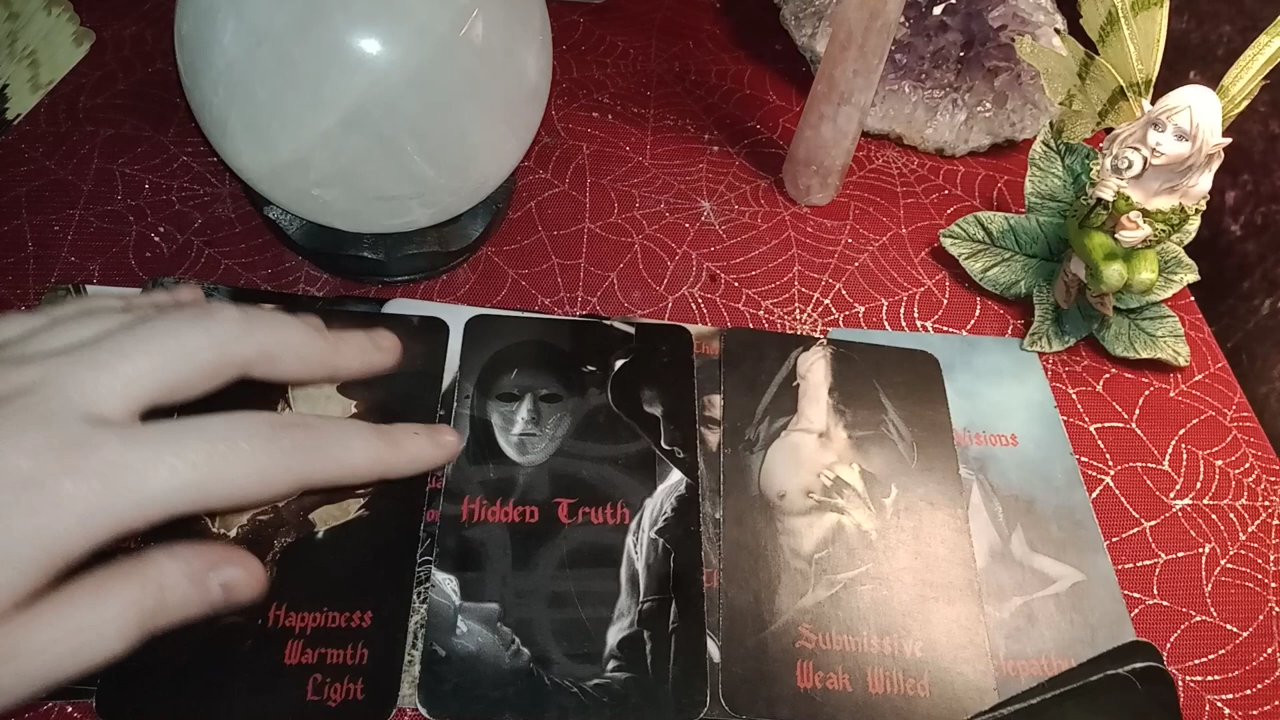 Happiness
Warmth
Light
Hidden Truth
Submissive
Weak Willed
Visions